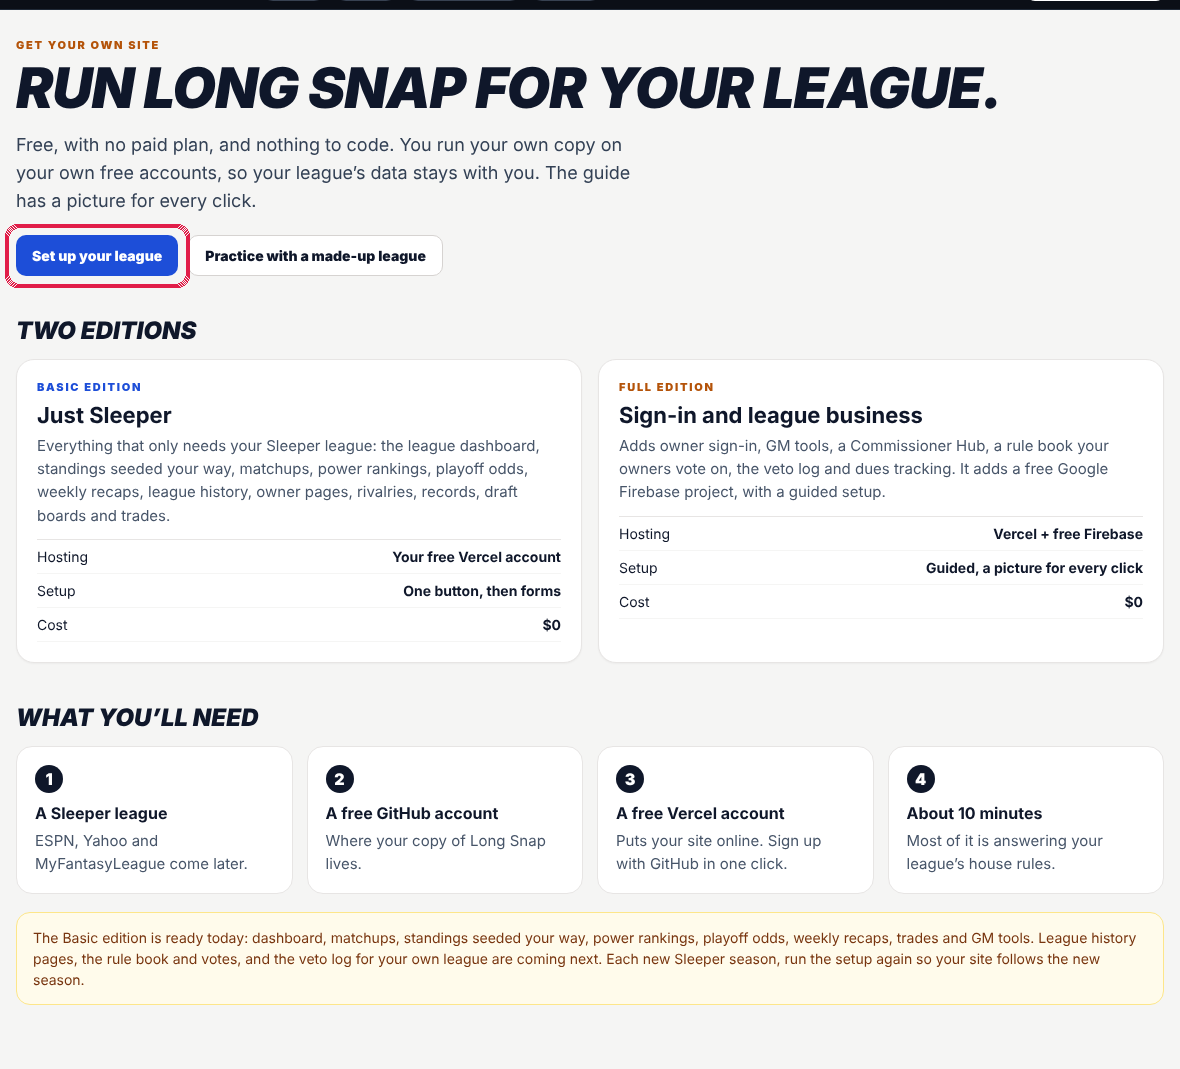 GET YOUR OWN SITE
RUN LONG SNAP FOR YOUR LEAGUE.
Free, with no paid plan, and nothing to code. You run your own copy on
your own free accounts, so your league’s data stays with you. The guide
has a picture for every click.
Set up your league
Practice with a made-up league
TWO EDITIONS
BASIC EDITION
Just Sleeper
Everything that only needs your Sleeper league: the league dashboard,
standings seeded your way, matchups, power rankings, playoff odds,
weekly recaps, league history, owner pages, rivalries, records, draft
boards and trades.
Hosting Your free Vercel account
Setup One button, then forms
Cost $0
FULL EDITION
Sign-in and league business
Adds owner sign-in, GM tools, a Commissioner Hub, a rule book your
owners vote on, the veto log and dues tracking. It adds a free Google
Firebase project, with a guided setup.
Hosting Vercel + free Firebase
Setup Guided, a picture for every click
Cost $0
WHAT YOU’LL NEED
1
A Sleeper league
ESPN, Yahoo and
MyFantasyLeague come later.
2
A free GitHub account
Where your copy of Long Snap
lives.
3
A free Vercel account
Puts your site online. Sign up
with GitHub in one click.
4
About 10 minutes
Most of it is answering your
league’s house rules.
The Basic edition is ready today: dashboard, matchups, standings seeded your way, power rankings, playoff odds, weekly recaps, trades and GM tools. League history
pages, the rule book and votes, and the veto log for your own league are coming next. Each new Sleeper season, run the setup again so your site follows the new
season.